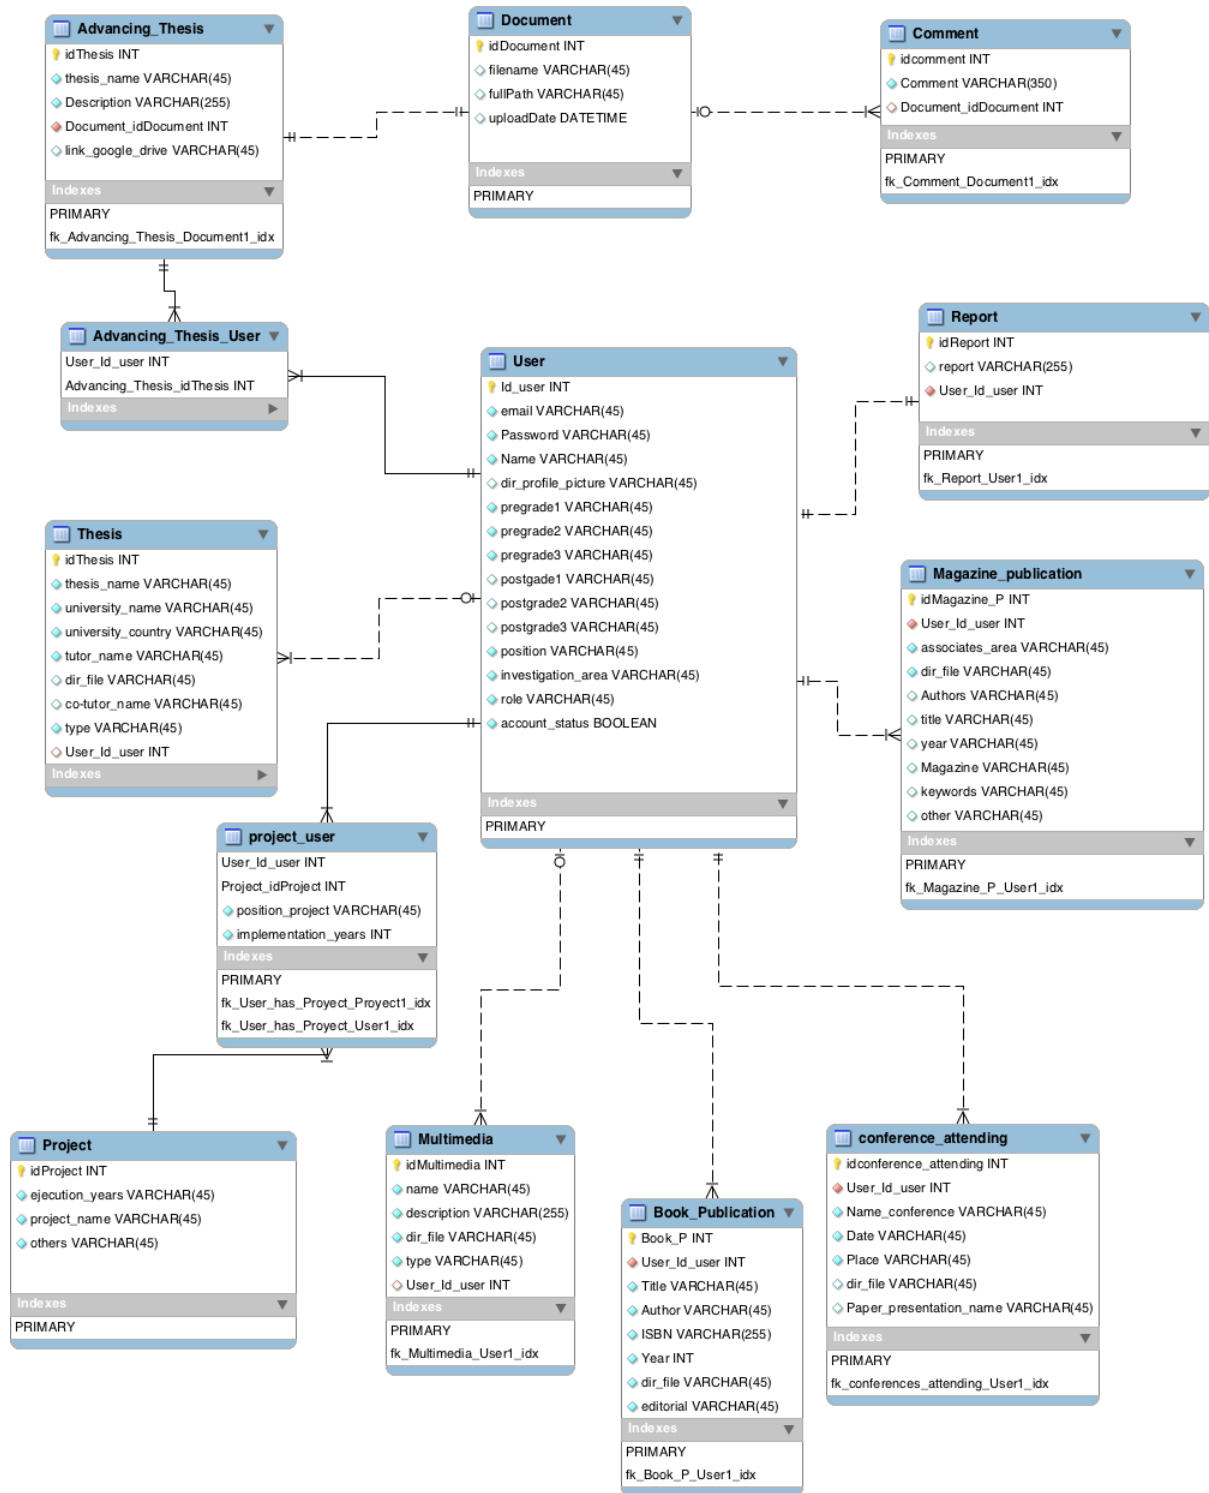 Advancing_Thesis
idThesis INT
thesis_name VARCHAR(45)
Description VARCHAR(255)
Document_idDocument INT
link_google_drive VARCHAR(45)
Indexes
PRIMARY
fk_Advancing_Thesis_Document1_idx
Document
idDocument INT
filename VARCHAR(45)
fullPath VARCHAR(45)
uploadDate DATETIME
Indexes
PRIMARY
Comment
idcomment INT
Comment VARCHAR(350)
Document_idDocument INT
Indexes
PRIMARY
fk_Comment_Document1_idx
Advancing_Thesis_User
User_Id_user INT
Advancing_Thesis_idThesis INT
Indexes
User
Id_user INT
email VARCHAR(45)
Password VARCHAR(45)
Name VARCHAR(45)
dir_profile_picture VARCHAR(45)
pregrade1 VARCHAR(45)
pregrade2 VARCHAR(45)
pregrade3 VARCHAR(45)
postgade1 VARCHAR(45)
postgrade2 VARCHAR(45)
postgrade3 VARCHAR(45)
position VARCHAR(45)
investigation_area VARCHAR(45)
role VARCHAR(45)
account_status BOOLEAN
Indexes
PRIMARY
Report
idReport INT
report VARCHAR(255)
User_Id_user INT
Indexes
PRIMARY
fk_Report_User1_idx
Thesis
idThesis INT
thesis_name VARCHAR(45)
university_name VARCHAR(45)
university_country VARCHAR(45)
tutor_name VARCHAR(45)
dir_file VARCHAR(45)
co-tutor_name VARCHAR(45)
type VARCHAR(45)
User_Id_user INT
Indexes
Magazine_publication
idMagazine_P INT
User_Id_user INT
associates_area VARCHAR(45)
dir_file VARCHAR(45)
Authors VARCHAR(45)
title VARCHAR(45)
year VARCHAR(45)
Magazine VARCHAR(45)
keywords VARCHAR(45)
other VARCHAR(45)
Indexes
PRIMARY
fk_Magazine_P_User1_idx
project_user
User_Id_user INT
Project_idProject INT
position_project VARCHAR(45)
implementation_years INT
Indexes
PRIMARY
fk_User_has_Proyect_Proyect1_idx
fk_User_has_Proyect_User1_idx
Project
idProject INT
ejecution_years VARCHAR(45)
project_name VARCHAR(45)
others VARCHAR(45)
Indexes
PRIMARY
Multimedia
idMultimedia INT
name VARCHAR(45)
description VARCHAR(255)
dir_file VARCHAR(45)
type VARCHAR(45)
User_Id_user INT
Indexes
PRIMARY
fk_Multimedia_User1_idx
Book_Publication
Book_P INT
User_Id_user INT
Title VARCHAR(45)
Author VARCHAR(45)
ISBN VARCHAR(255)
Year INT
dir_file VARCHAR(45)
editorial VARCHAR(45)
Indexes
PRIMARY
fk_Book_P_User1_idx
conference_attending
idconference_attending INT
User_Id_user INT
Name_conference VARCHAR(45)
Date VARCHAR(45)
Place VARCHAR(45)
dir_file VARCHAR(45)
Paper_presentation_name VARCHAR(45)
Indexes
PRIMARY
fk_conferences_attending_User1_idx